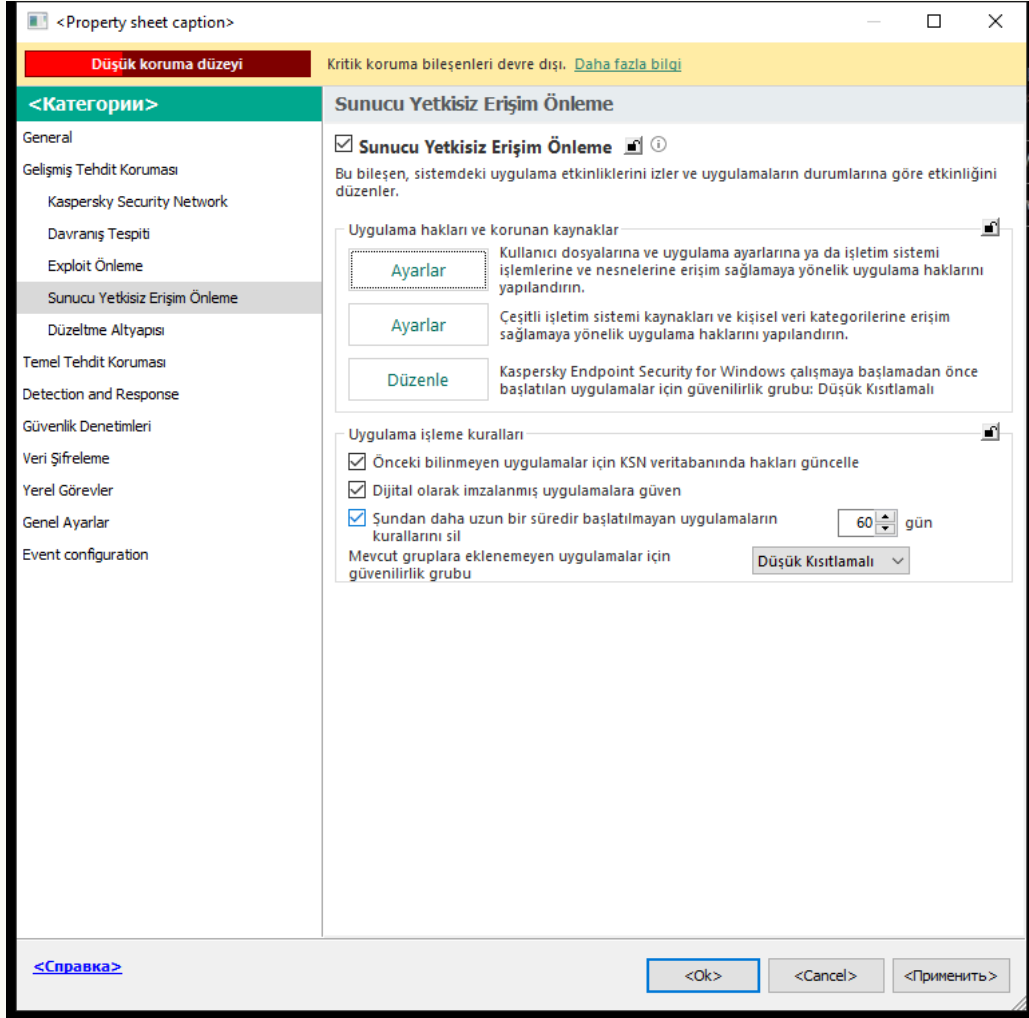 <Property sheet caption>
Düşük koruma düzeyi
Kritik koruma bileşenleri devre dışı. Daha fazla bilgi
<Категории>
General
Gelişmiş Tehdit Koruması
Kaspersky Security Network
Davranış Tespiti
Exploit Önleme
Sunucu Yetkisiz Erişim Önleme
Düzeltme Altyapısı
Temel Tehdit Koruması
Detection and Response
Güvenlik Denetimleri
Veri Şifreleme
Yerel Görevler
Genel Ayarlar
Event configuration
Sunucu Yetkisiz Erişim Önleme
Sunucu Yetkisiz Erişim Önleme
Bu bileşen, sistemdeki uygulama etkinliklerini izler ve uygulamaların durumlarına göre etkinliğini
düzenler.
Uygulama hakları ve korunan kaynaklar
Ayarlar
Kullanıcı dosyalarına ve uygulama ayarlarına ya da işletim sistemi
işlemlerine ve nesnelerine erişim sağlamaya yönelik uygulama haklarını
yapılandırın.
Ayarlar
Çeşitli işletim sistemi kaynakları ve kişisel veri kategorilerine erişim
sağlamaya yönelik uygulama haklarını yapılandırın.
Düzenle
Kaspersky Endpoint Security for Windows çalışmaya başlamadan önce
başlatılan uygulamalar için güvenilirlik grubu: Düşük Kısıtlamalı
Uygulama işleme kuralları
Önceki bilinmeyen uygulamalar için KSN veritabanında hakları güncelle
Dijital olarak imzalanmış uygulamalara güven
Şundan daha uzun bir süredir başlatılmayan uygulamaların
kurallarını sil
60 gün
Mevcut gruplara eklenemeyen uygulamalar için
güvenilirlik grubu
Düşük Kısıtlamalı
<Справка>
<Ok>
<Cancel>
<Применить>